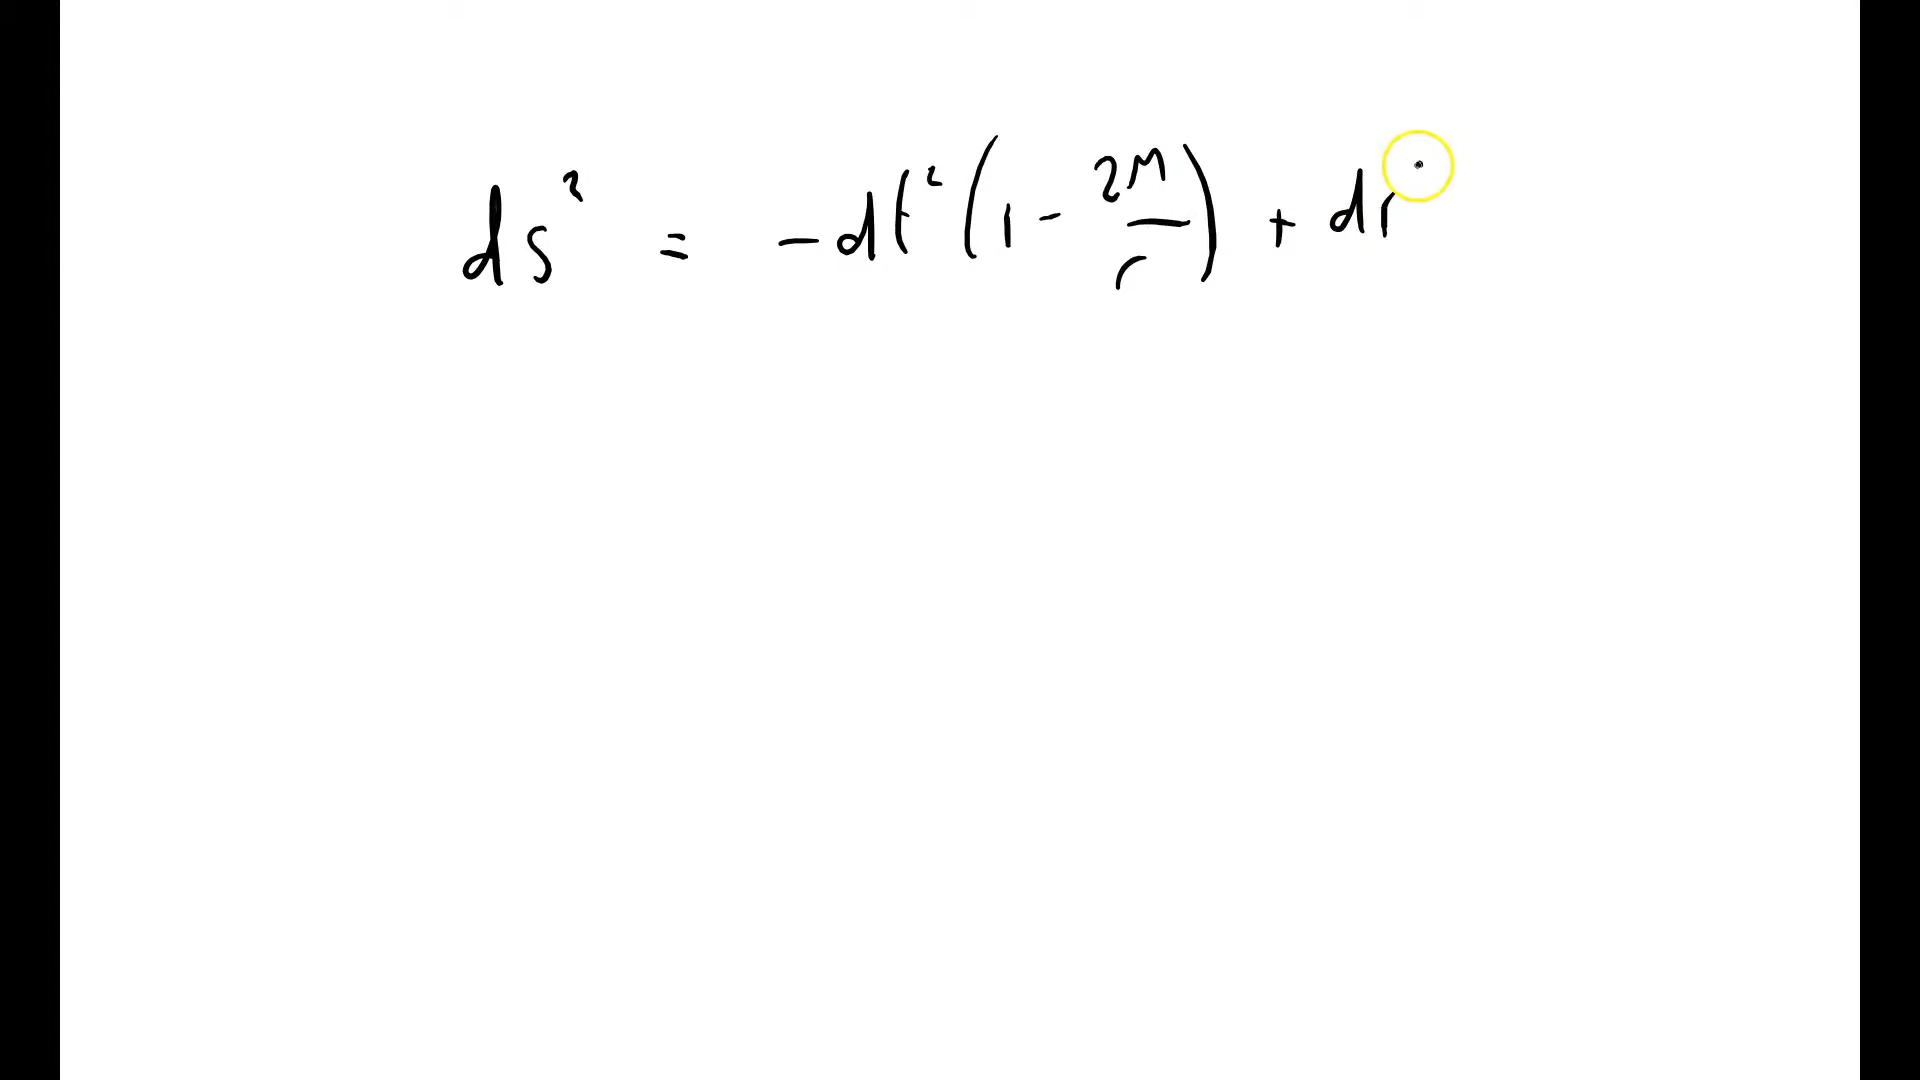 ds² = -dt² (1 - 2M/r) + dr